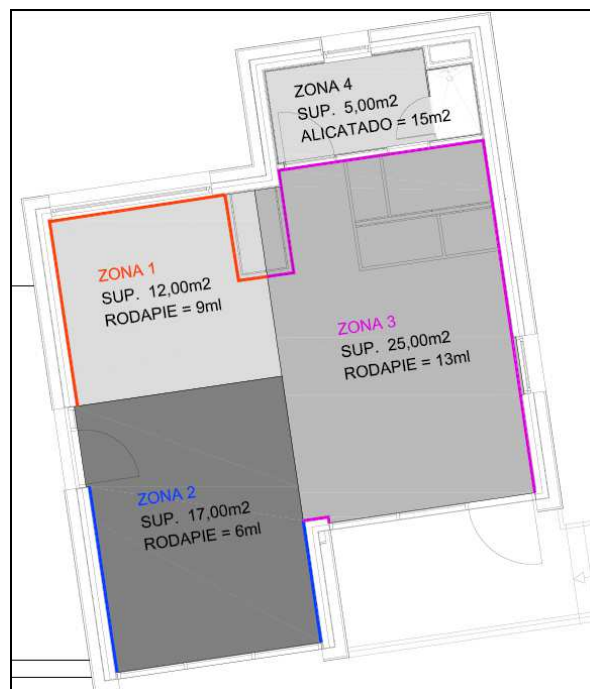 ZONA 4
SUP. 5,00m2
ALICATADO = 15m2
ZONA 1
SUP. 12,00m2
RODAPIE = 9ml
ZONA 3
SUP. 25,00m2
RODAPIE = 13ml
ZONA 2
SUP. 17,00m2
RODAPIE = 6ml